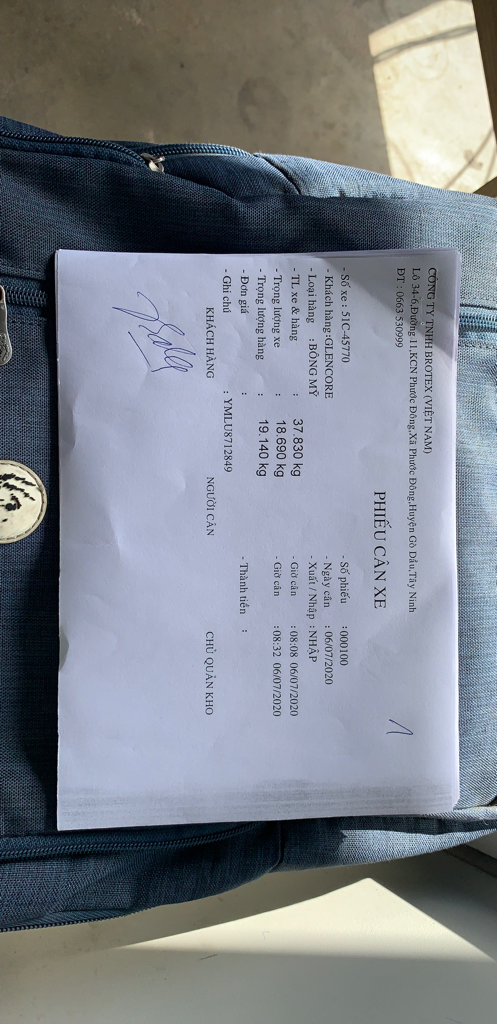 CÔNG TY TNHH BROTEX (VIỆT NAM)
Lô 34-6,Đường 11,KCN Phước Đông,Xã Phước Đông,Huyện Gò Dầu,Tây Ninh
ĐT : 0663 530999
1
PHIẾU CÂN XE
- Số xe : 51C-45770 - Số phiếu : 000100
- Khách hàng:GLENCORE - Ngày cân : 06/07/2020
- Loại hàng : BÔNG MỸ - Xuất / Nhập : NHẬP
- TL xe & hàng : 37.830 kg - Giờ cân : 08:08 06/07/2020
- Trọng lượng xe : 18.690 kg - Giờ cân : 08:32 06/07/2020
- Trọng lượng hàng : 19.140 kg
- Đơn giá : - Thành tiền :
- Ghi chú : YMLU8712849
KHÁCH HÀNG NGƯỜI CÂN CHỦ QUẢN KHO